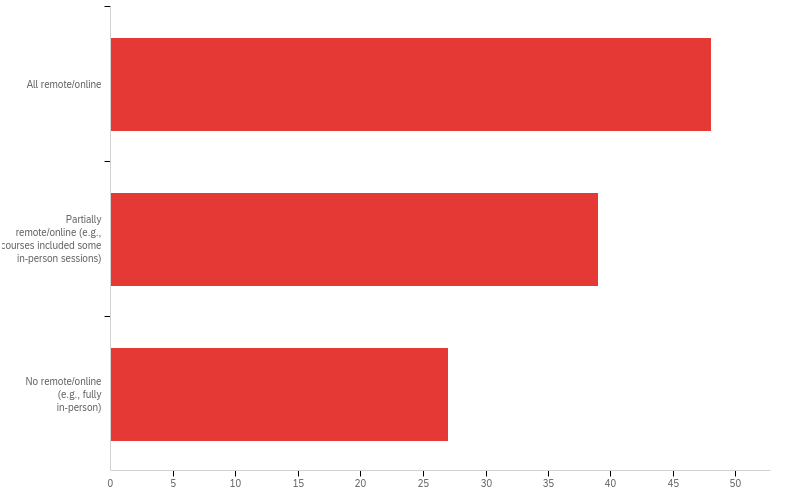 All remote/online
Partially
remote/online (e.g.,
courses included some
in-person sessions)
No remote/online
(e.g., fully
in-person)
0 5 10 15 20 25 30 35 40 45 50